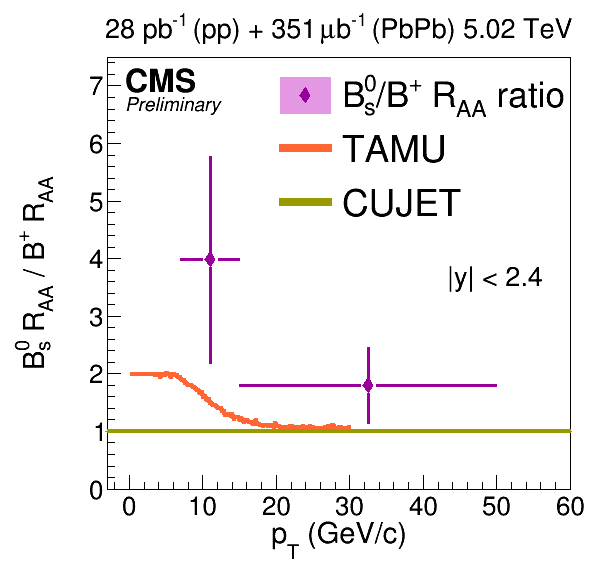 28 pb⁻¹ (pp) + 351 μb⁻¹ (PbPb) 5.02 TeV
CMS
Preliminary
B⁰ₛ/B⁺ R_AA ratio
TAMU
CUJET
|y| < 2.4
B⁰ₛ R_AA / B⁺ R_AA
7
6
5
4
3
2
1
0
0 10 20 30 40 50 60
p_T (GeV/c)